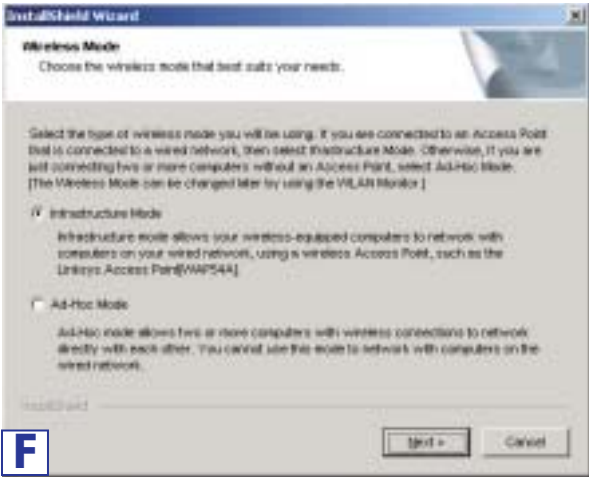 InstallShield Wizard
Wireless Mode
Choose the wireless mode that best suits your needs.
Select the type of wireless mode you will be using. If you are connected to an Access Point
that is connected to a wired network, then select Infrastructure Mode. Otherwise, if you are
just connecting two or more computers without an Access Point, select Ad-Hoc Mode.
[The Wireless Mode can be changed later by using the WLAN Monitor.]
Infrastructure Mode
Infrastructure mode allows your wireless-equipped computers to network with
computers on your wired network, using a wireless Access Point, such as the
Linksys Access Point[WAP54A].
Ad-Hoc Mode
Ad-Hoc mode allows two or more computers with wireless connections to network
directly with each other. You cannot use this mode to network with computers on the
wired network.
InstallShield
Next >
Cancel
F